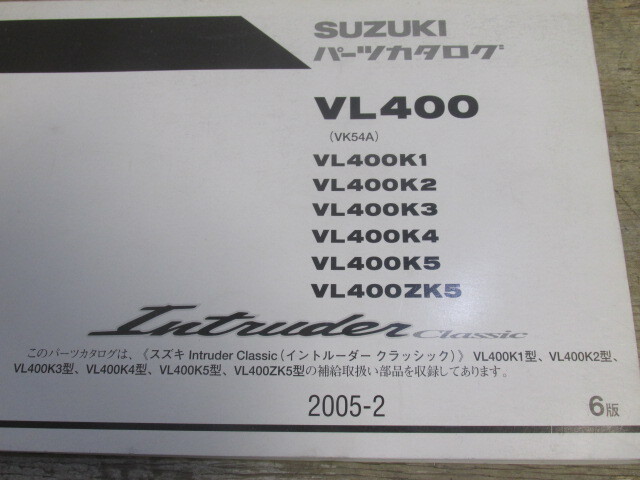 SUZUKI
パーツカタログ
VL400
(VK54A)
VL400K1
VL400K2
VL400K3
VL400K4
VL400K5
VL400ZK5
Intruder Classic
このパーツカタログは、《スズキ Intruder Classic（イントルーダー クラッシック）》 VL400K1型、VL400K2型、
VL400K3型、VL400K4型、VL400K5型、VL400ZK5型の補給取扱い部品を収録してあります。
2005-2
6版